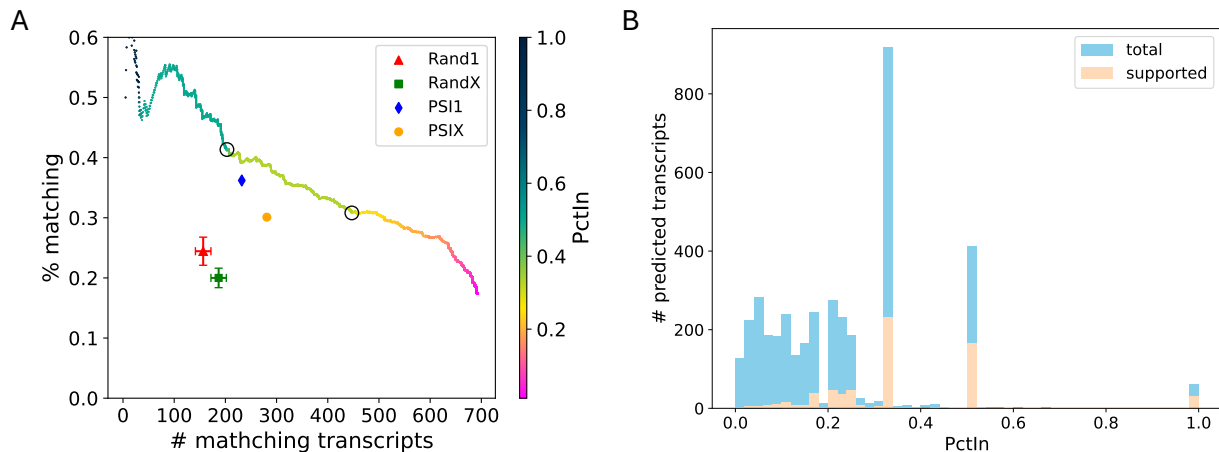 A
B
0.6
0.5
0.4
0.3
0.2
0.1
0.0
% matching
0 100 200 300 400 500 600 700
# mathching transcripts
Rand1
RandX
PSI1
PSIX
1.0
0.8
0.6
0.4
0.2
PctIn
800
600
400
200
0
# predicted transcripts
0.0 0.2 0.4 0.6 0.8 1.0
PctIn
total
supported